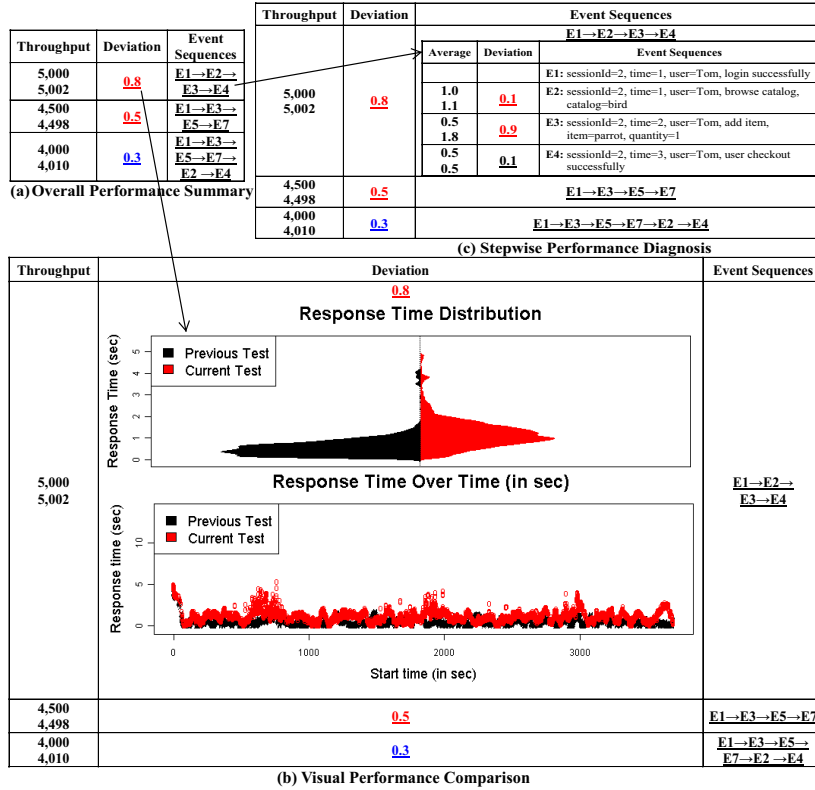 Throughput Deviation Event Sequences
5,000
5,002
0.8
E1→E2→
E3→E4
4,500
4,498
0.5
E1→E3→
E5→E7
4,000
4,010
0.3
E1→E3→
E5→E7→
E2 →E4
(a) Overall Performance Summary
Throughput Deviation Event Sequences
5,000
5,002
0.8
E1→E2→E3→E4
Average Deviation Event Sequences
E1: sessionId=2, time=1, user=Tom, login successfully
1.0
1.1
0.1
E2: sessionId=2, time=1, user=Tom, browse catalog,
catalog=bird
0.5
1.8
0.9
E3: sessionId=2, time=2, user=Tom, add item,
item=parrot, quantity=1
0.5
0.5
0.1
E4: sessionId=2, time=3, user=Tom, user checkout
successfully
4,500
4,498
0.5
E1→E3→E5→E7
4,000
4,010
0.3
E1→E3→E5→E7→E2 →E4
(c) Stepwise Performance Diagnosis
Throughput Deviation Event Sequences
5,000
5,002
0.8
Response Time Distribution
Response Time (sec)
5
4
3
2
1
0
Previous Test
Current Test
Response Time Over Time (in sec)
Response time (sec)
10
5
0
Previous Test
Current Test
0 1000 2000 3000
Start time (in sec)
E1→E2→
E3→E4
4,500
4,498
0.5
E1→E3→E5→E7
4,000
4,010
0.3
E1→E3→E5→
E7→E2 →E4
(b) Visual Performance Comparison